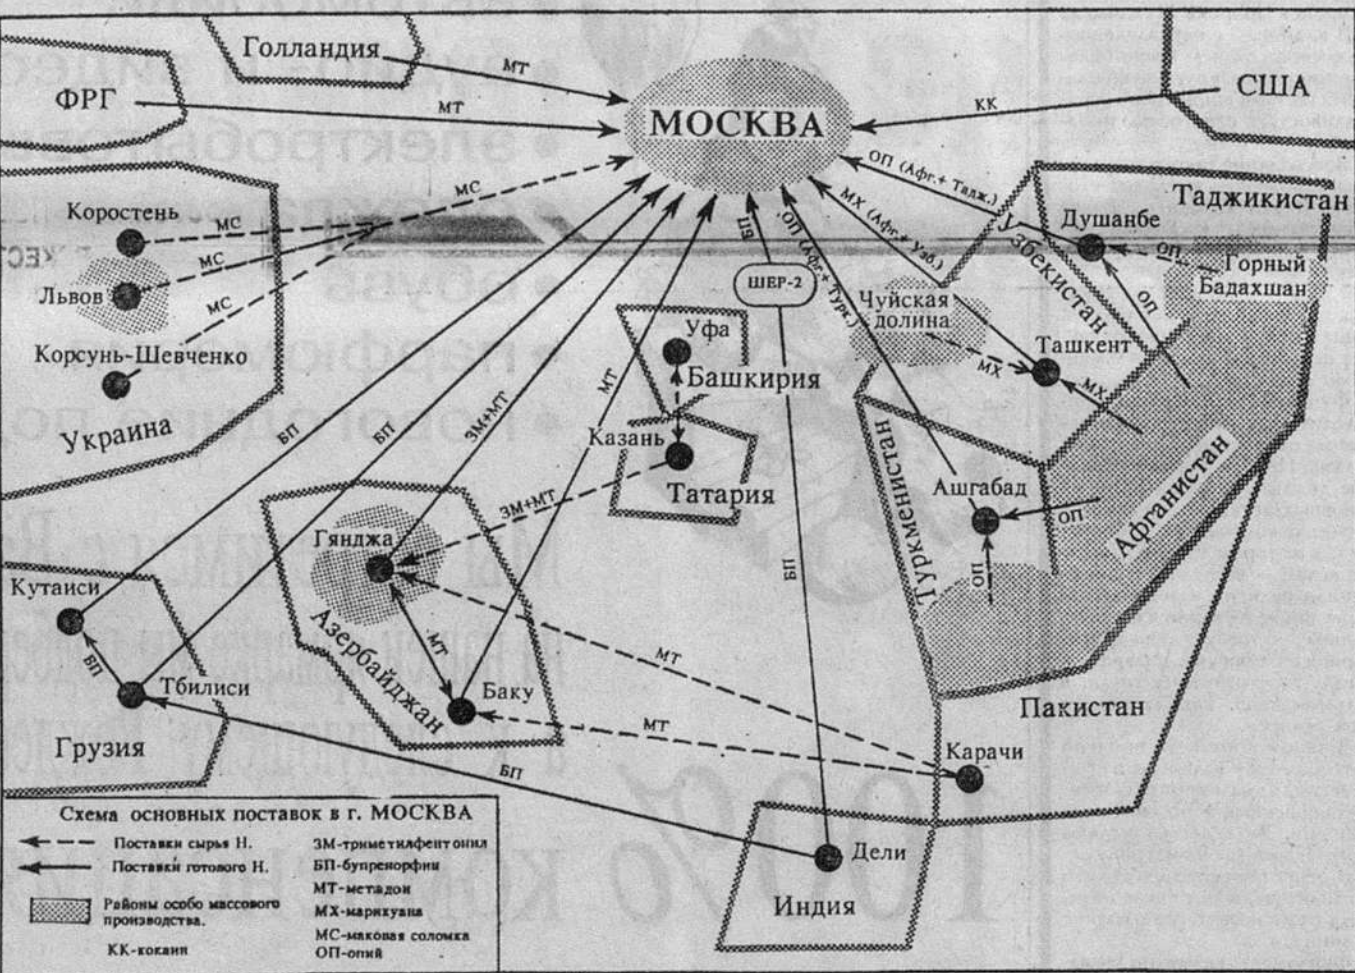 Голландия
ФРГ
США
МТ
МТ
КК
МОСКВА
ОП (Афг.+ Тадж.)
МХ (Афг.+ Узб.)
ОП (Афг.+ Турк.)
БП
ШЕР-2
МС
МС
МС
МС
Коростень
Львов
Корсунь-Шевченко
Украина
Таджикистан
Душанбе
ОП
Горный
Бадахшан
ОП
Узбекистан
Чуйская
долина
Ташкент
МХ
МХ
Уфа
Башкирия
Казань
Татария
ЗМ+МТ
БП
БП
ЗМ+МТ
МТ
БП
Туркменистан
Ашгабад
ОП
ОП
Афганистан
Гянджа
Азербайджан
МТ
Баку
МТ
МТ
Кутаиси
БП
Тбилиси
Грузия
БП
Пакистан
Карачи
Дели
Индия
Схема основных поставок в г. МОСКВА
Поставки сырья Н.
Поставки готового Н.
Районы особо массового
производства.
КК-кокаин
ЗМ-триметилфентонил
БП-бупренорфин
МТ-метадон
МХ-марихуана
МС-маковая соломка
ОП-опий